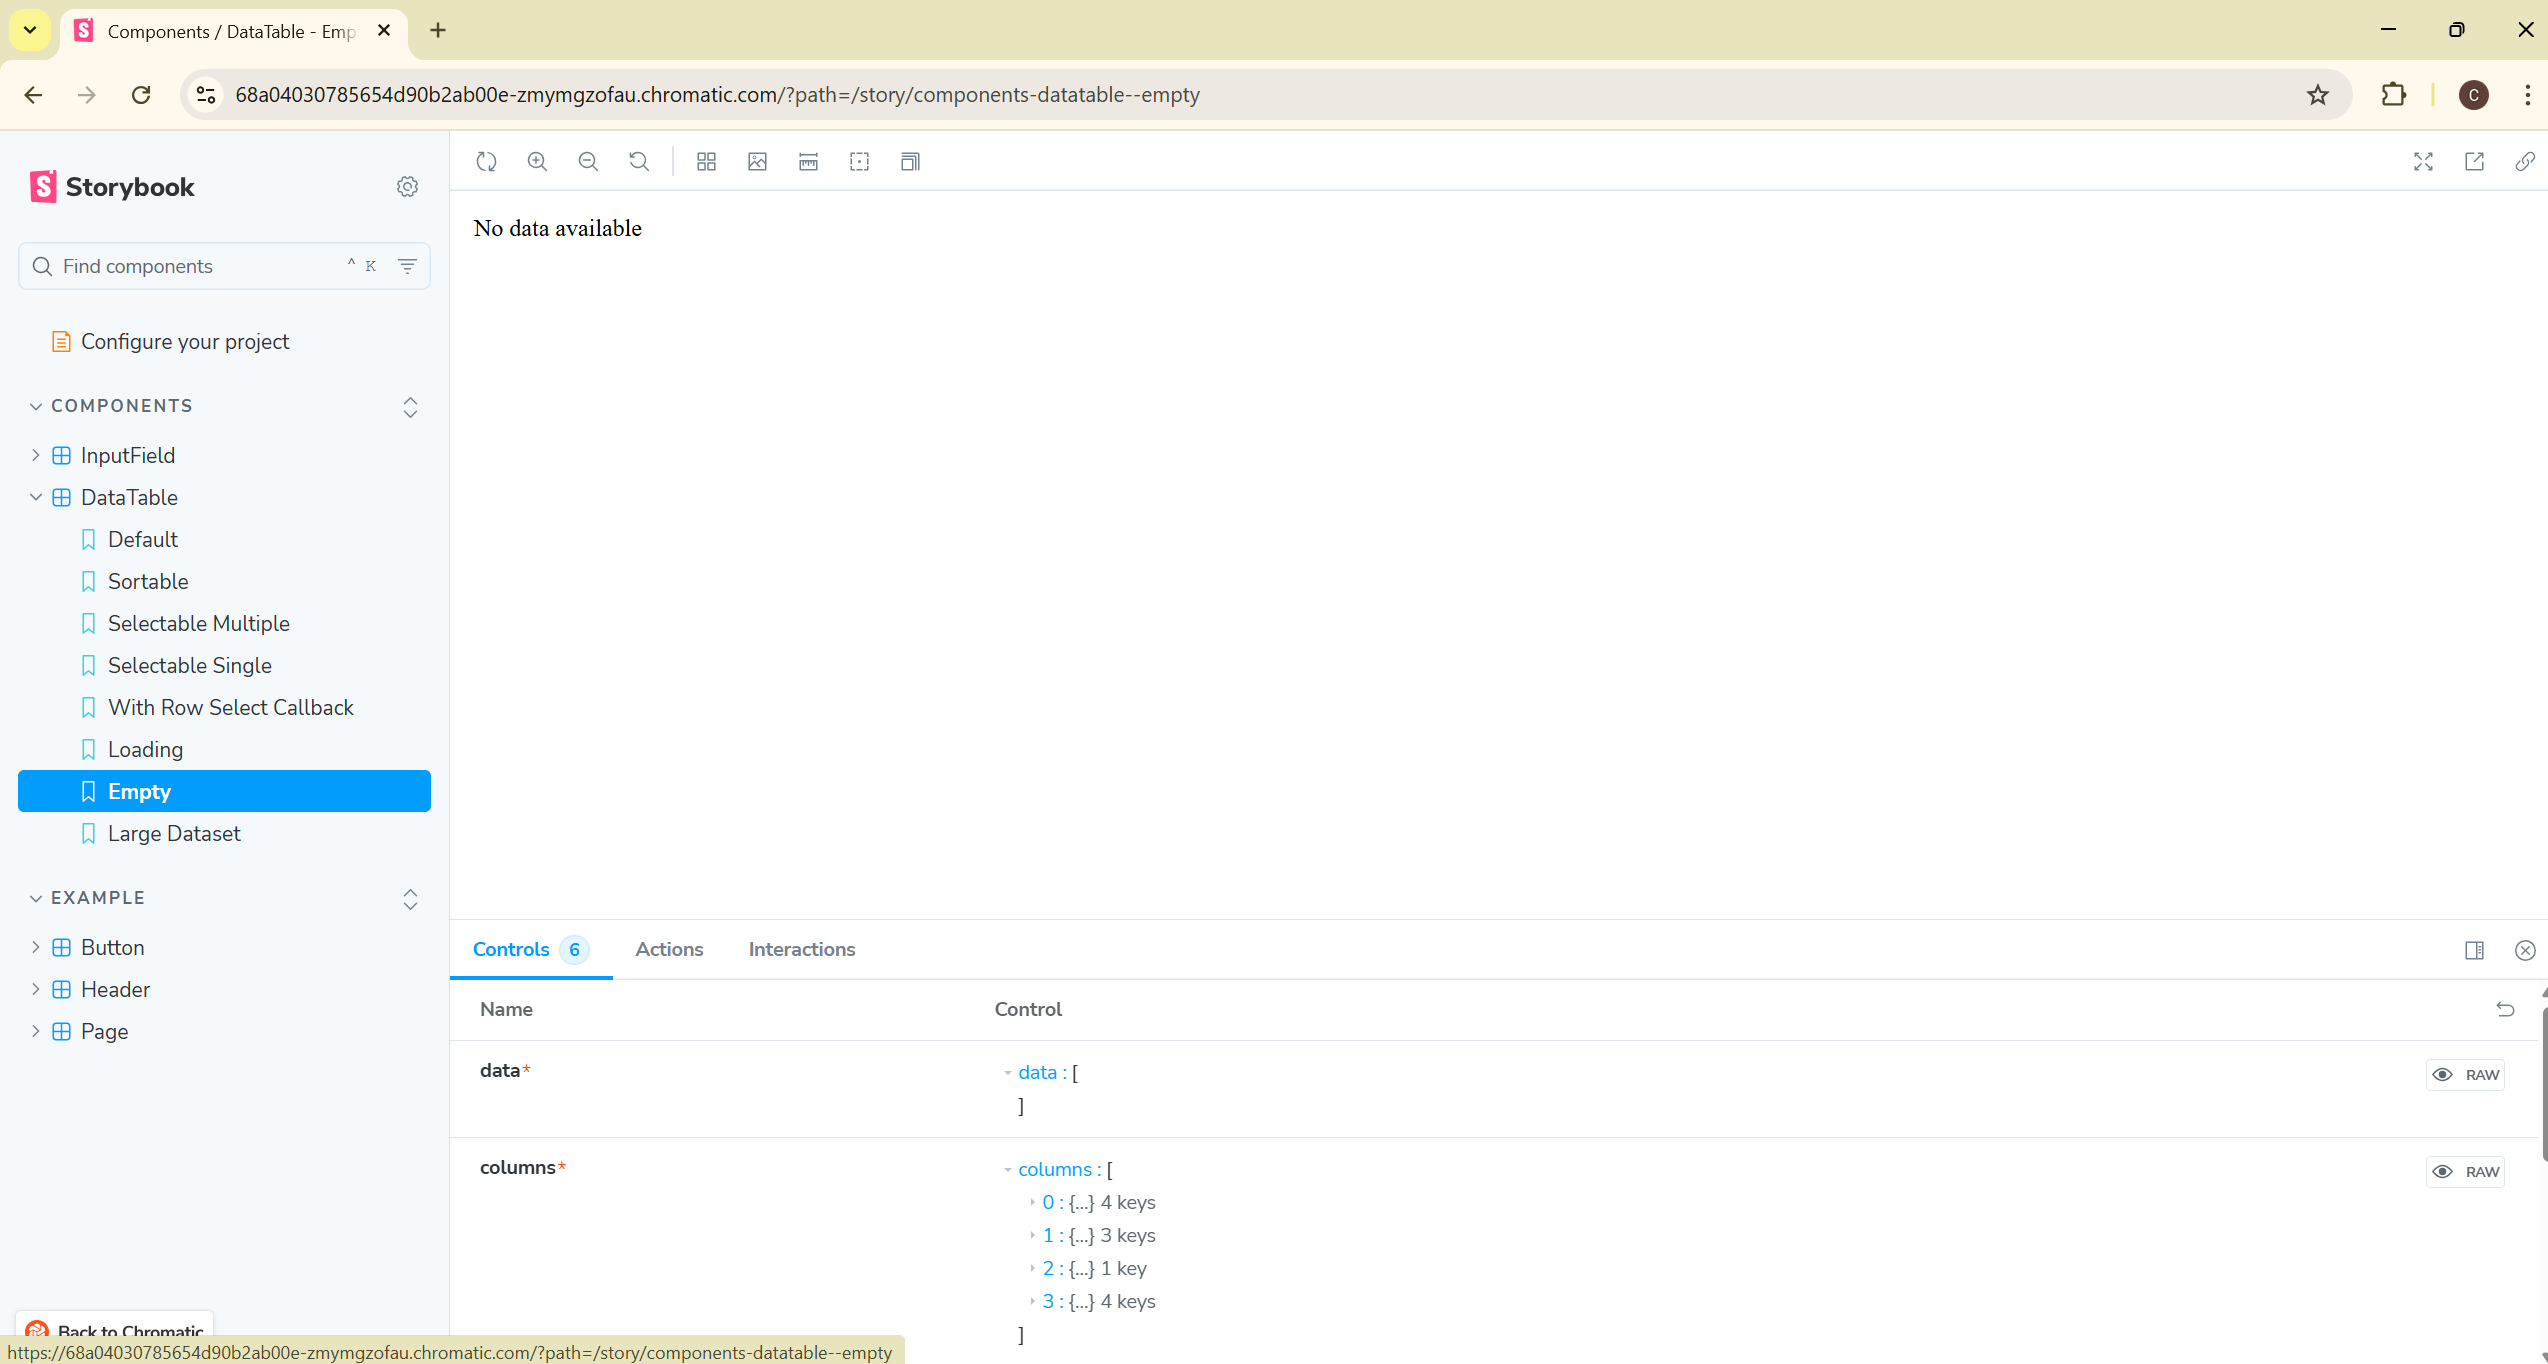 Components / DataTable - Emp
68a04030785654d90b2ab00e-zmymgzofau.chromatic.com/?path=/story/components-datatable--empty
C
Storybook
Find components
^ K
Configure your project
COMPONENTS
InputField
DataTable
Default
Sortable
Selectable Multiple
Selectable Single
With Row Select Callback
Loading
Empty
Large Dataset
EXAMPLE
Button
Header
Page
Back to Chromatic
https://68a04030785654d90b2ab00e-zmymgzofau.chromatic.com/?path=/story/components-datatable--empty
No data available
Controls 6 Actions Interactions
Name Control
data* data : [
]
RAW
columns* columns : [
RAW
0 : {...} 4 keys
1 : {...} 3 keys
2 : {...} 1 key
3 : {...} 4 keys
]